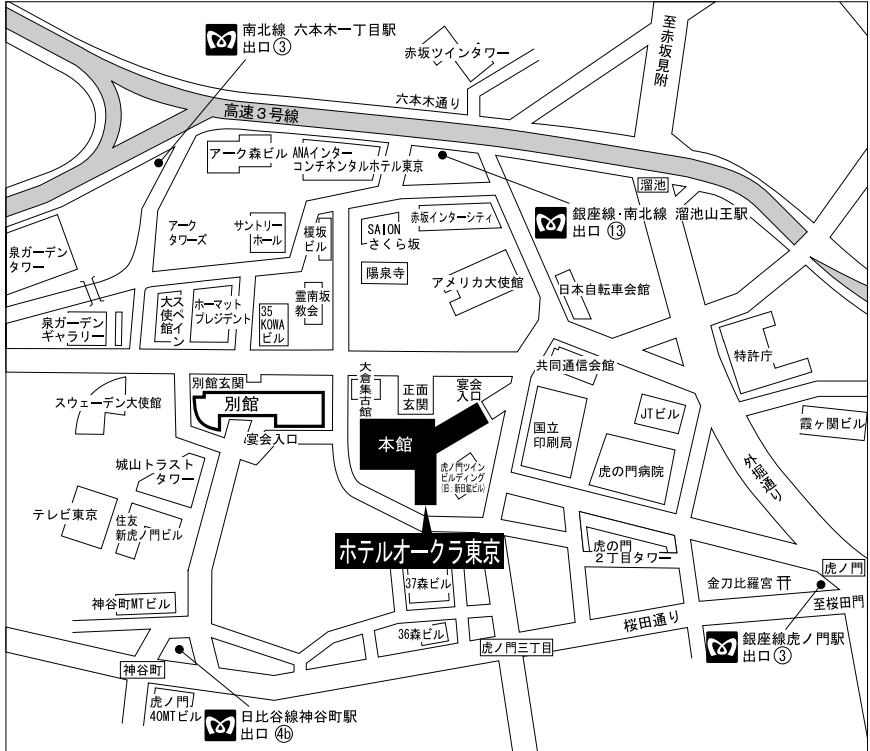 南北線 六本木一丁目駅
出口③
赤坂ツインタワー
至赤坂見附
六本木通り
高速3号線
アーク森ビル
ANAインター
コンチネンタルホテル東京
溜池
銀座線・南北線 溜池山王駅
出口⑬
泉ガーデン
タワー
アーク
タワーズ
サントリー
ホール
榎坂
ビル
SAION
さくら坂
赤坂インターシティ
陽泉寺
アメリカ大使館
日本自転車会館
泉ガーデン
ギャラリー
スペイン
大使館
ホーマット
プレジデント
35
KOWA
ビル
霊南坂
教会
特許庁
共同通信会館
スウェーデン大使館
別館玄関
別館
宴会入口
大倉集古館
正面
玄関
宴会
入口
本館
国立
印刷局
JTビル
霞ヶ関ビル
外堀通り
城山トラスト
タワー
虎ノ門ツイン
ビルディング
(旧：新日鉱ビル)
虎の門病院
テレビ東京
住友
新虎ノ門ビル
ホテルオークラ東京
虎の門
2丁目タワー
虎ノ門
37森ビル
金刀比羅宮
至桜田門
神谷町MTビル
36森ビル
桜田通り
虎ノ門三丁目
銀座線虎ノ門駅
出口③
神谷町
虎ノ門
40MTビル
日比谷線神谷町駅
出口④b